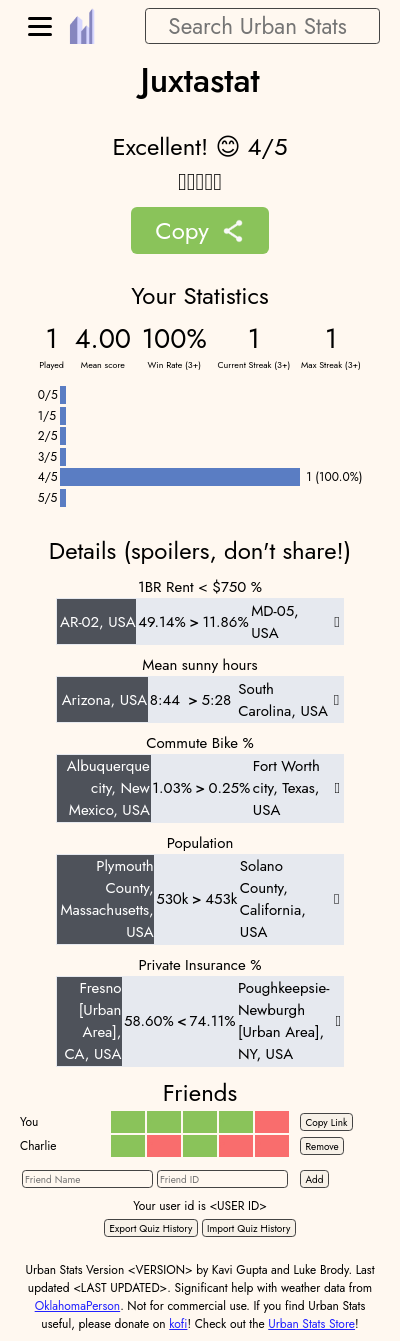 Search Urban Stats
Juxtastat
Excellent! 😊 4/5
Copy
Your Statistics
1 4.00 100% 1 1
Played Mean score Win Rate (3+) Current Streak (3+) Max Streak (3+)
0/5
1/5
2/5
3/5
4/5 1 (100.0%)
5/5
Details (spoilers, don't share!)
1BR Rent < $750 %
AR-02, USA 49.14% > 11.86% MD-05,
USA
Mean sunny hours
Arizona, USA 8:44 > 5:28 South
Carolina, USA
Commute Bike %
Albuquerque
city, New
Mexico, USA
1.03% > 0.25%
Fort Worth
city, Texas,
USA
Population
Plymouth
County,
Massachusetts,
USA
530k > 453k
Solano
County,
California,
USA
Private Insurance %
Fresno
[Urban
Area],
CA, USA
58.60% < 74.11%
Poughkeepsie-
Newburgh
[Urban Area],
NY, USA
Friends
You Copy Link
Charlie Remove
Friend Name Friend ID Add
Your user id is <USER ID>
Export Quiz History Import Quiz History
Urban Stats Version <VERSION> by Kavi Gupta and Luke Brody. Last
updated <LAST UPDATED>. Significant help with weather data from
OklahomaPerson. Not for commercial use. If you find Urban Stats
useful, please donate on kofi! Check out the Urban Stats Store!